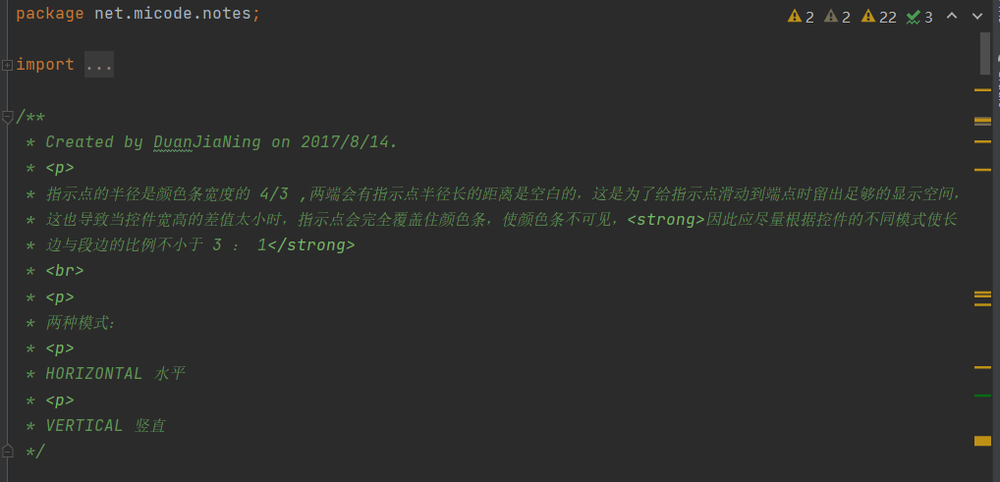 package net.micode.notes;
2 2 22 3
import ...
/**
* Created by DuanJiaNing on 2017/8/14.
* <p>
* 指示点的半径是颜色条宽度的 4/3 ,两端会有指示点半径长的距离是空白的，这是为了给指示点滑动到端点时留出足够的显示空间，
* 这也导致当控件宽高的差值太小时，指示点会完全覆盖住颜色条，使颜色条不可见，<strong>因此应尽量根据控件的不同模式使长
* 边与段边的比例不小于 3 ： 1</strong>
* <br>
* <p>
* 两种模式：
* <p>
* HORIZONTAL 水平
* <p>
* VERTICAL 竖直
*/